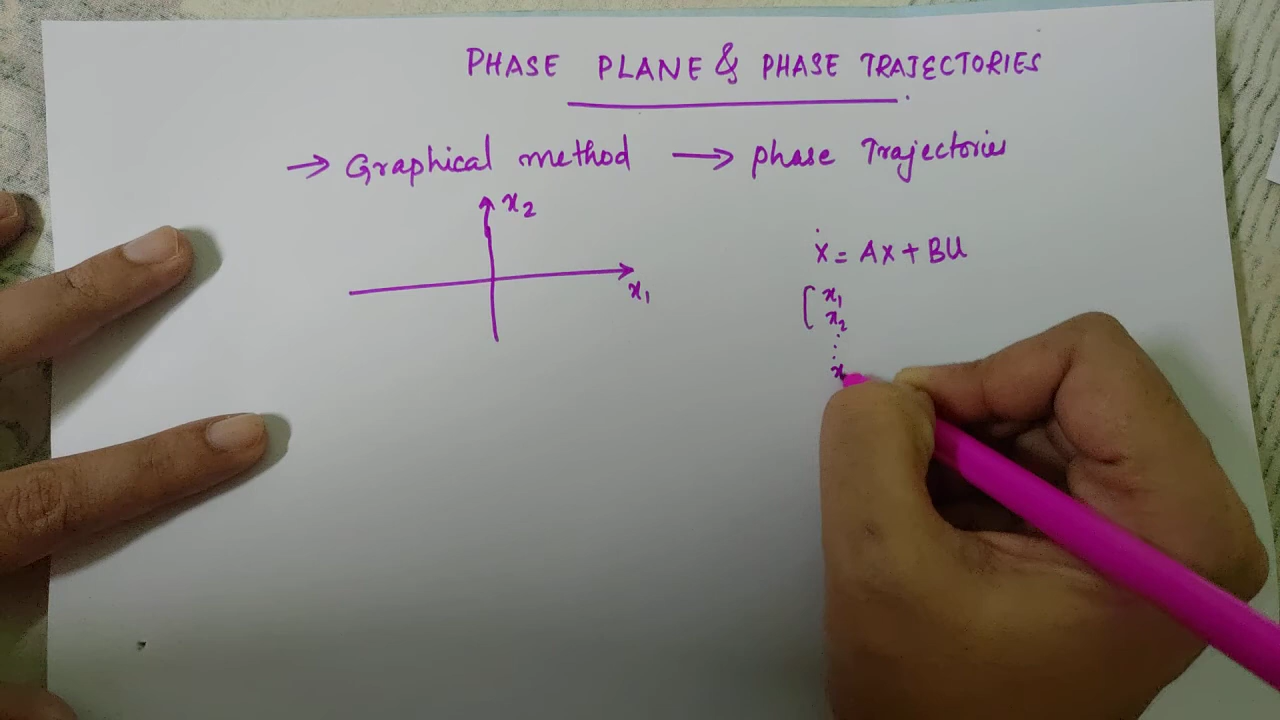 PHASE PLANE & PHASE TRAJECTORIES
→ Graphical method → phase Trajectories
x2
x1
ẋ = AX + BU
[ x1
x2
⋮
x